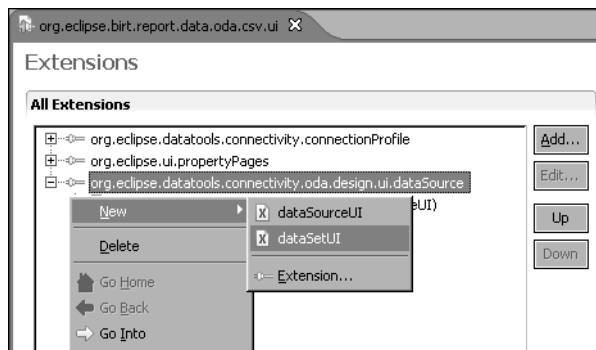 org.eclipse.birt.report.data.oda.csv.ui
Extensions
All Extensions
org.eclipse.datatools.connectivity.connectionProfile
Add...
org.eclipse.ui.propertyPages
Edit...
org.eclipse.datatools.connectivity.oda.design.ui.dataSource
New
dataSourceUI
eUI)
Up
Delete
dataSetUI
Down
Go Home
Extension...
Go Back
Go Into